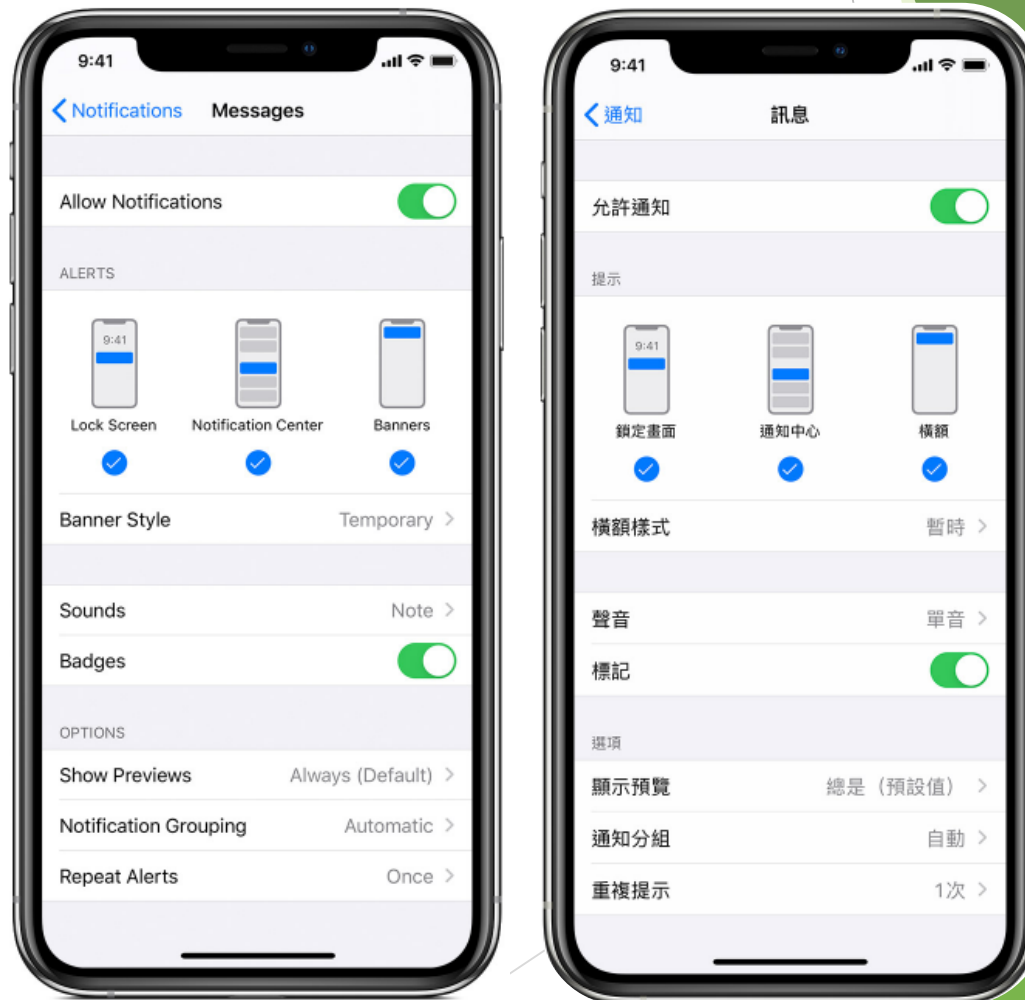 9:41
Notifications Messages
Allow Notifications
ALERTS
9:41
Lock Screen Notification Center Banners
Banner Style Temporary
Sounds Note
Badges
OPTIONS
Show Previews Always (Default)
Notification Grouping Automatic
Repeat Alerts Once
9:41
通知 訊息
允許通知
提示
9:41
鎖定畫面 通知中心 橫額
橫額樣式 暫時
聲音 單音
標記
選項
顯示預覽 總是（預設值）
通知分組 自動
重複提示 1次